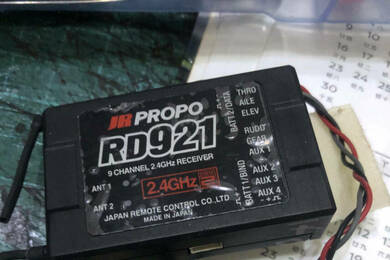 JR PROPO
RD921
9 CHANNEL 2.4GHz RECEIVER
ANT 1
2.4GHz
ANT 2
JAPAN REMOTE CONTROL CO.,LTD
MADE IN JAPAN
BATT2/DATA
THRO
AILE
ELEV
RUDD
GEAR
AUX 1
BATT1/BIND
AUX 2
AUX 3
AUX 4